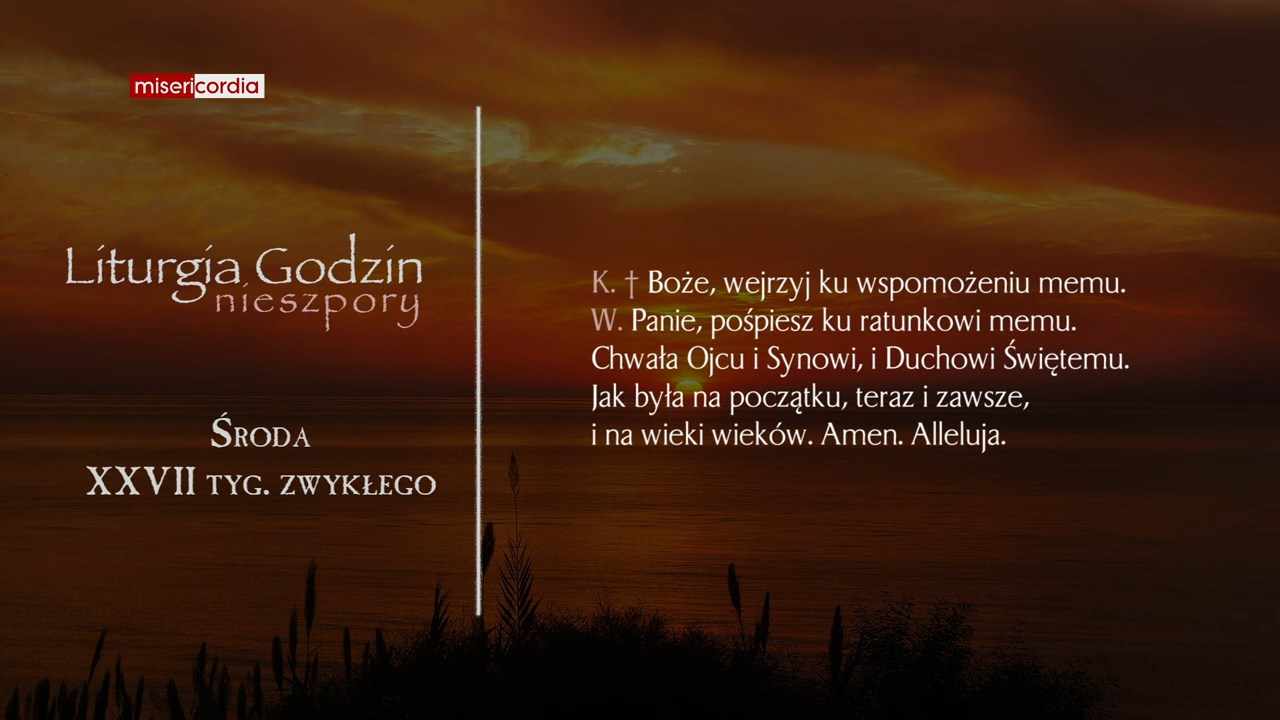 misericordia
Liturgia Godzin
nieszpory
Środa
XXVII tyg. zwykłego
K. † Boże, wejrzyj ku wspomożeniu memu.
W. Panie, pośpiesz ku ratunkowi memu.
Chwała Ojcu i Synowi, i Duchowi Świętemu.
Jak była na początku, teraz i zawsze,
i na wieki wieków. Amen. Alleluja.